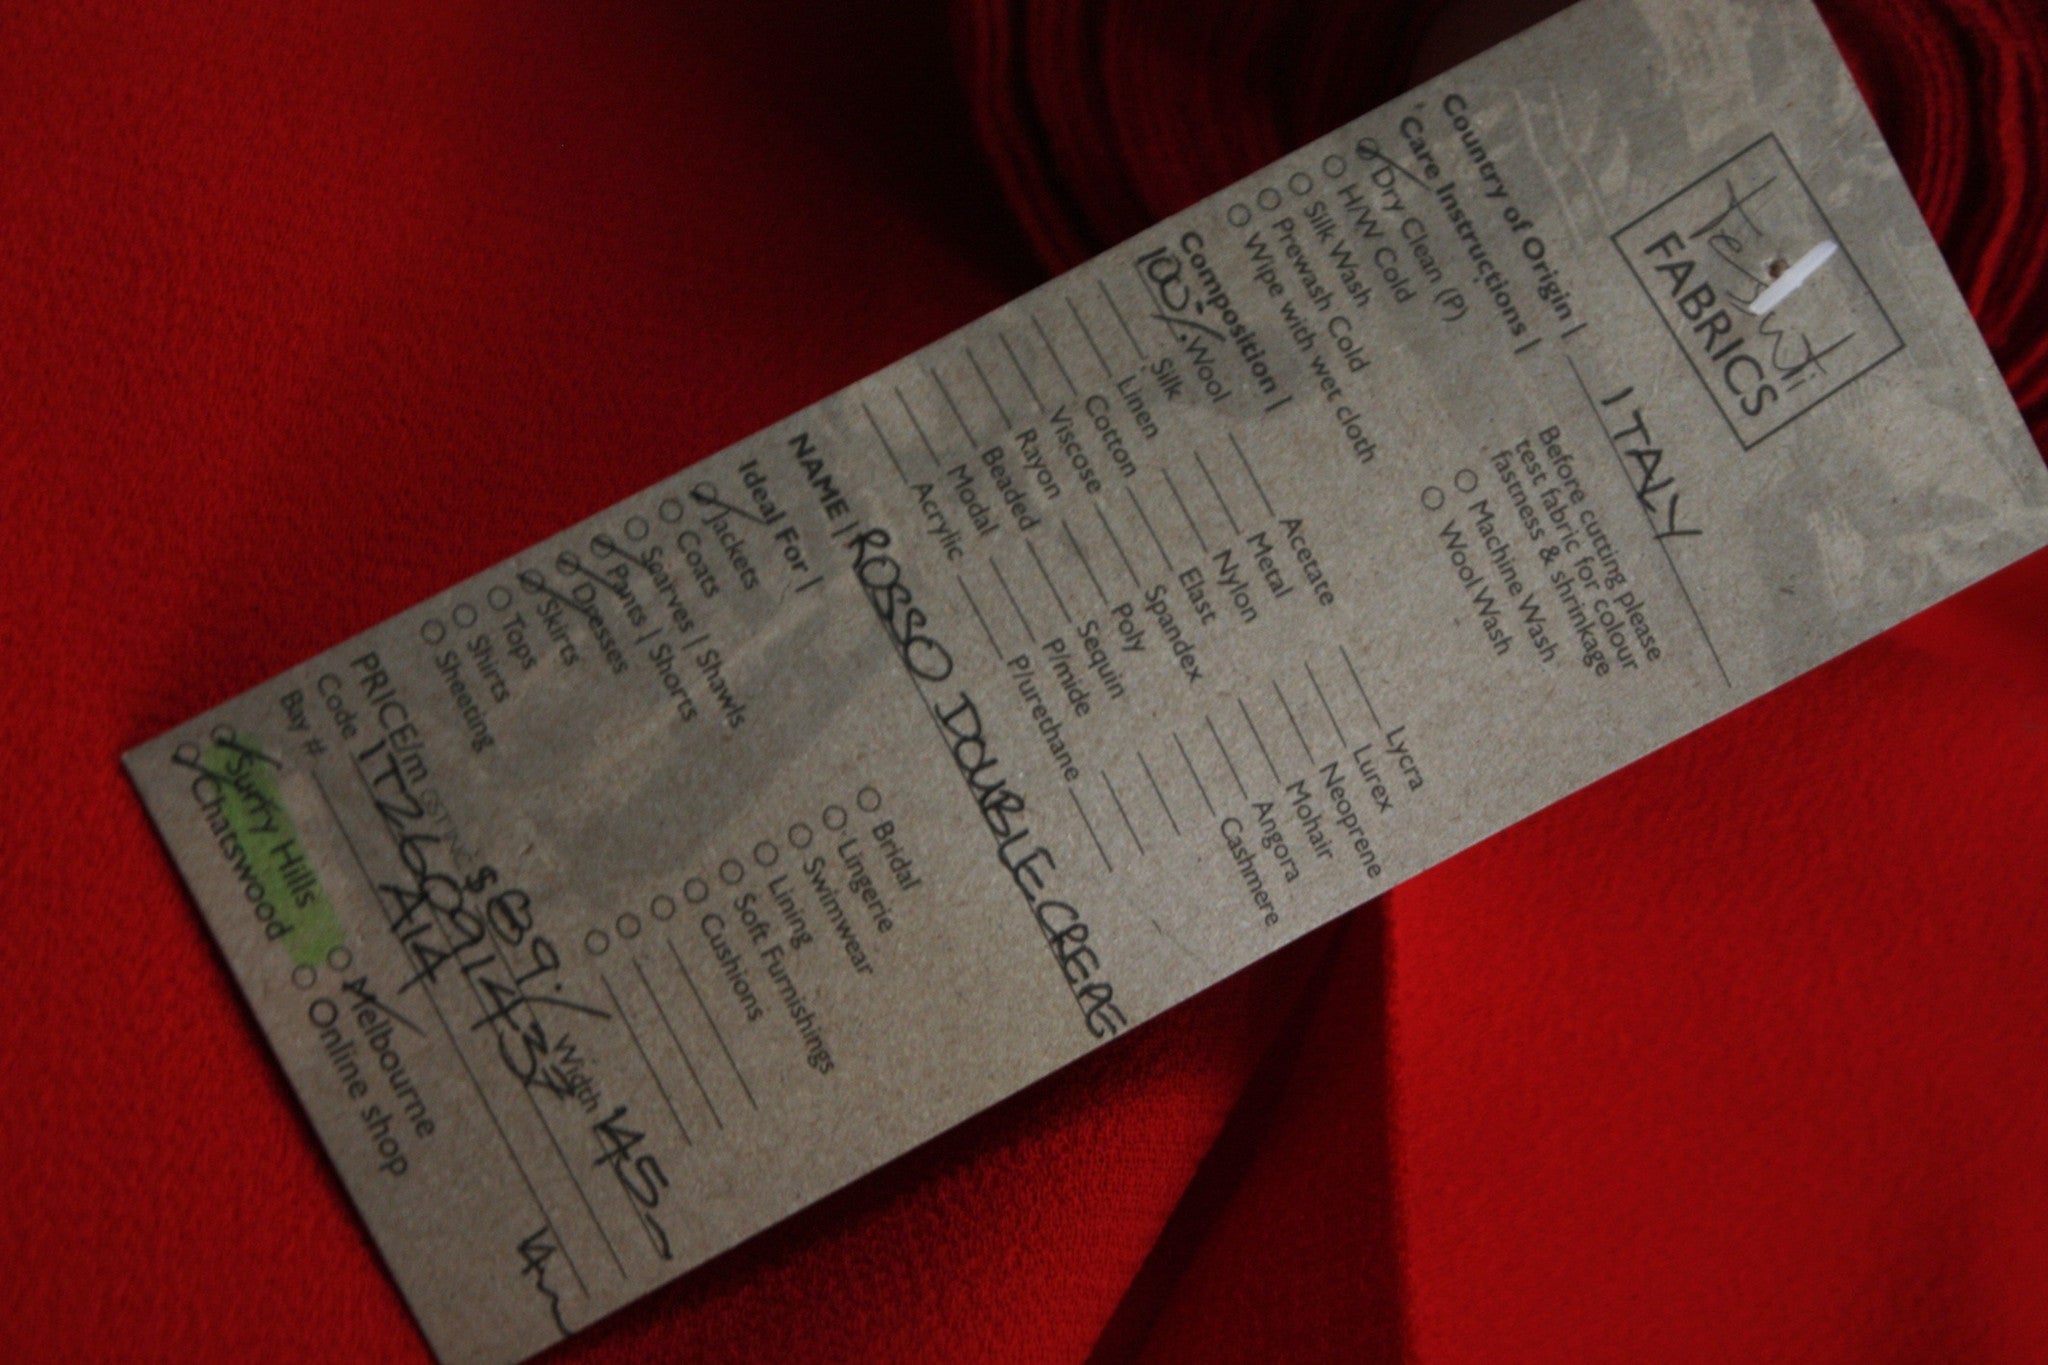 Tessuti
FABRICS
Country of Origin | ITALY
Care Instructions |
Before cutting please
test fabric for colour
fastness & shrinkage
Dry Clean (P)
H/W Cold
Silk Wash
Prewash Cold
Wipe with wet cloth
Machine Wash
Wool Wash
Composition |
100% Wool
Silk
Linen
Cotton
Viscose
Rayon
Beaded
Modal
Acrylic
Acetate
Metal
Nylon
Elast
Spandex
Poly
Sequin
P/mide
P/urethane
Lycra
Lurex
Neoprene
Mohair
Angora
Cashmere
NAME | ROSSO DOUBLE CREPE
Ideal For |
Jackets
Coats
Scarves | Shawls
Pants | Shorts
Dresses
Skirts
Tops
Shirts
Sheeting
Bridal
Lingerie
Swimwear
Lining
Soft Furnishings
Cushions
PRICE/m GST INC $ 89.- Width 145
Code
Bay # A14
Surry Hills
Chatswood
Melbourne
Online shop